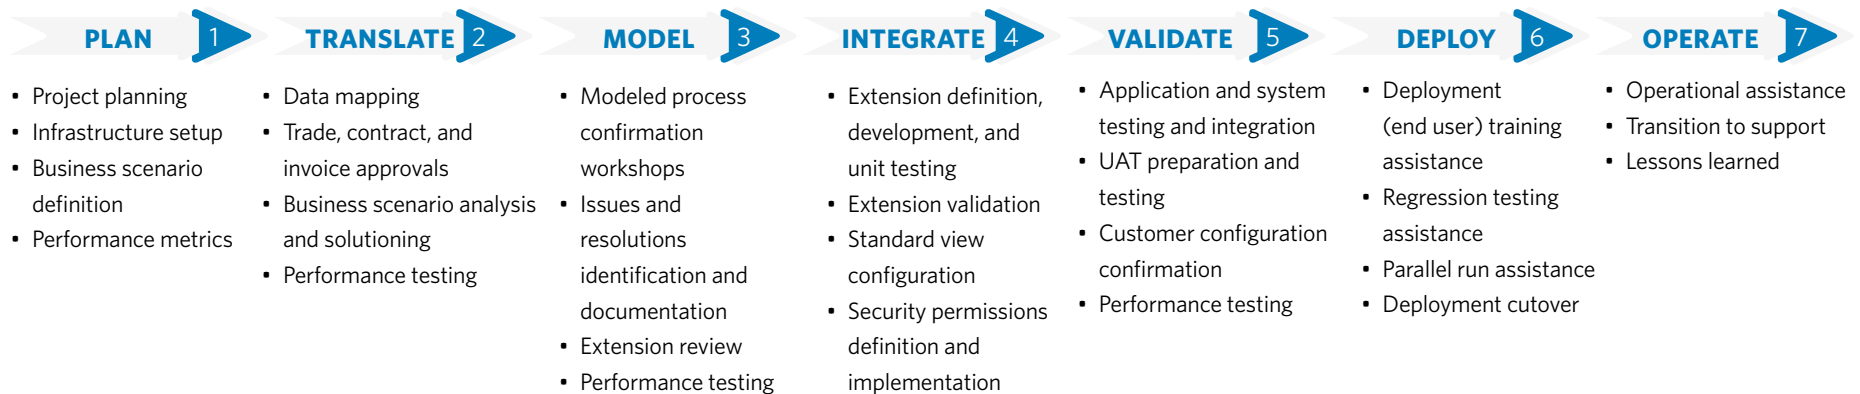 PLAN 1
• Project planning
• Infrastructure setup
• Business scenario
definition
• Performance metrics
TRANSLATE 2
• Data mapping
• Trade, contract, and
invoice approvals
• Business scenario analysis
and solutioning
• Performance testing
MODEL 3
• Modeled process
confirmation
workshops
• Issues and
resolutions
identification and
documentation
• Extension review
• Performance testing
INTEGRATE 4
• Extension definition,
development, and
unit testing
• Extension validation
• Standard view
configuration
• Security permissions
definition and
implementation
VALIDATE 5
• Application and system
testing and integration
• UAT preparation and
testing
• Customer configuration
confirmation
• Performance testing
DEPLOY 6
• Deployment
(end user) training
assistance
• Regression testing
assistance
• Parallel run assistance
• Deployment cutover
OPERATE 7
• Operational assistance
• Transition to support
• Lessons learned